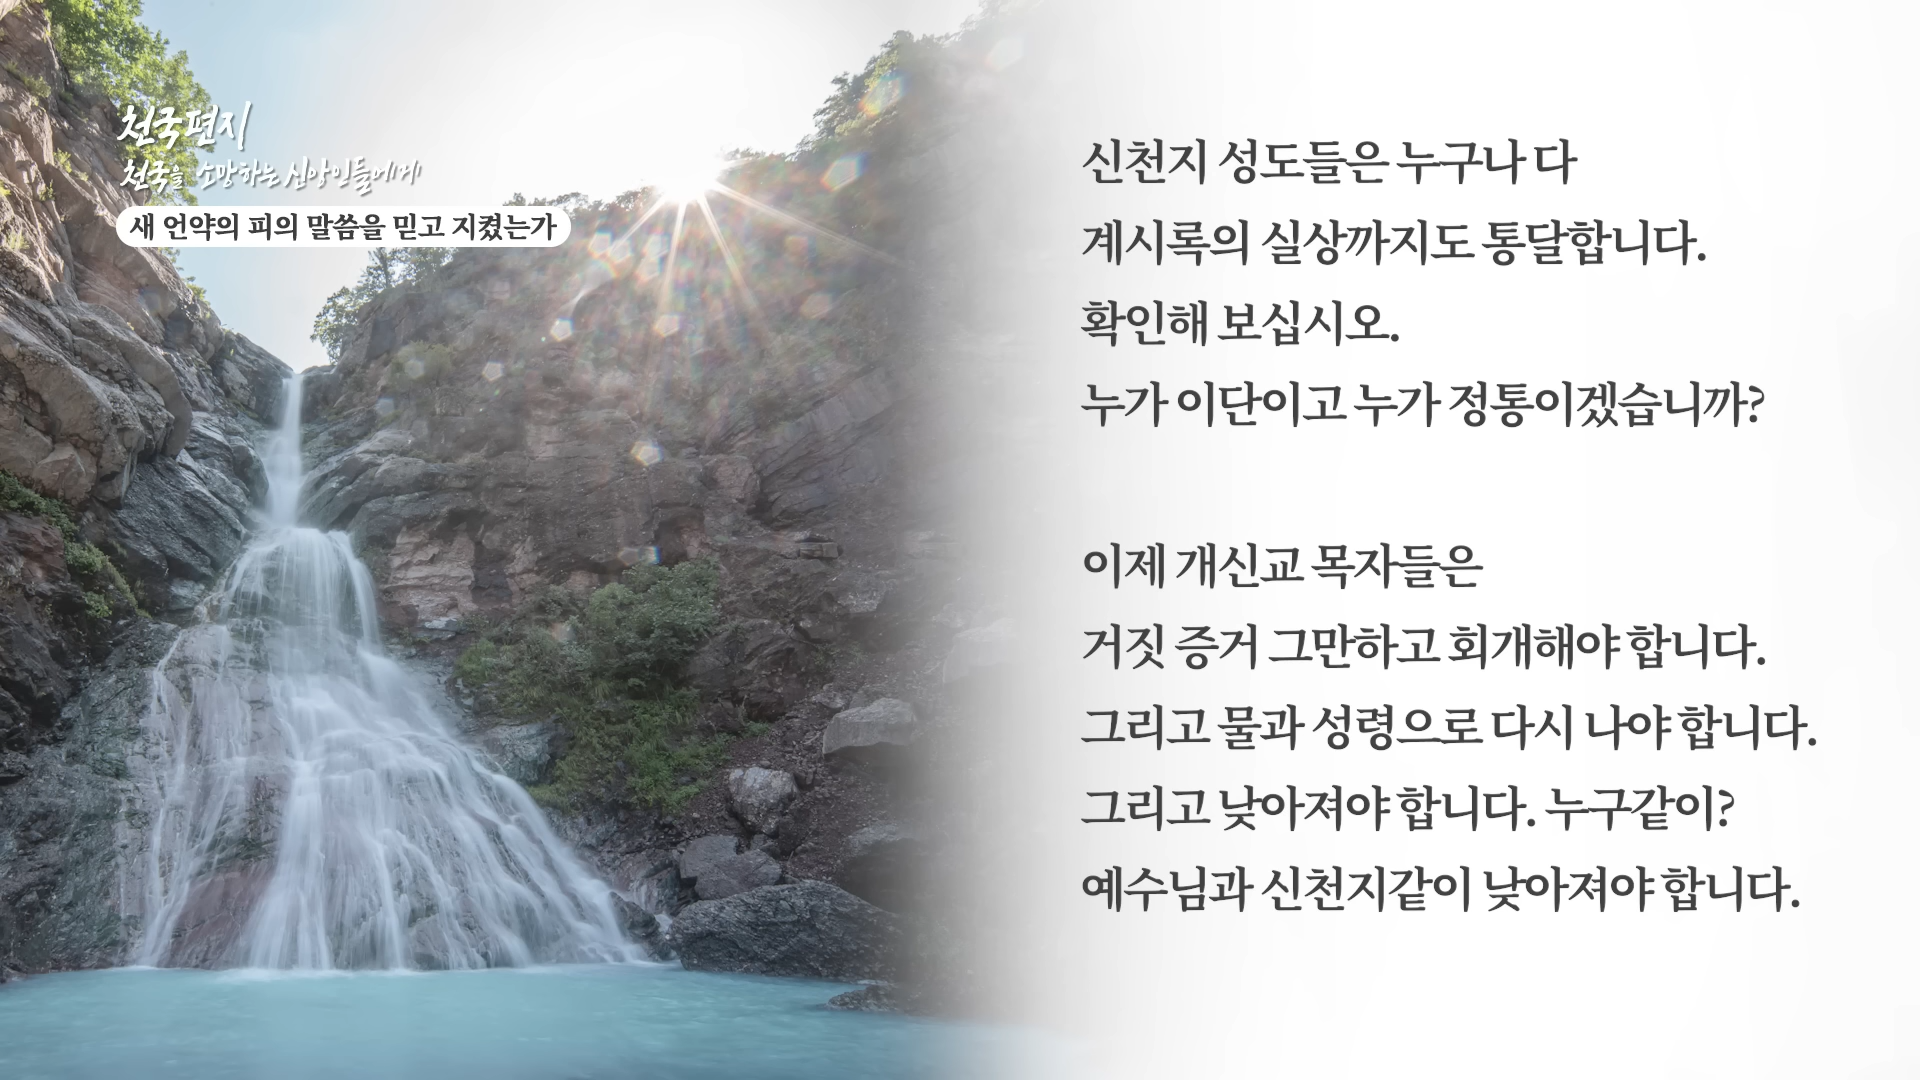 천국편지
천국을 소망하는 신앙인들에게
새 언약의 피의 말씀을 믿고 지켰는가
신천지 성도들은 누구나 다
계시록의 실상까지도 통달합니다.
확인해 보십시오.
누가 이단이고 누가 정통이겠습니까?
이제 개신교 목자들은
거짓 증거 그만하고 회개해야 합니다.
그리고 물과 성령으로 다시 나야 합니다.
그리고 낮아져야 합니다. 누구같이?
예수님과 신천지같이 낮아져야 합니다.